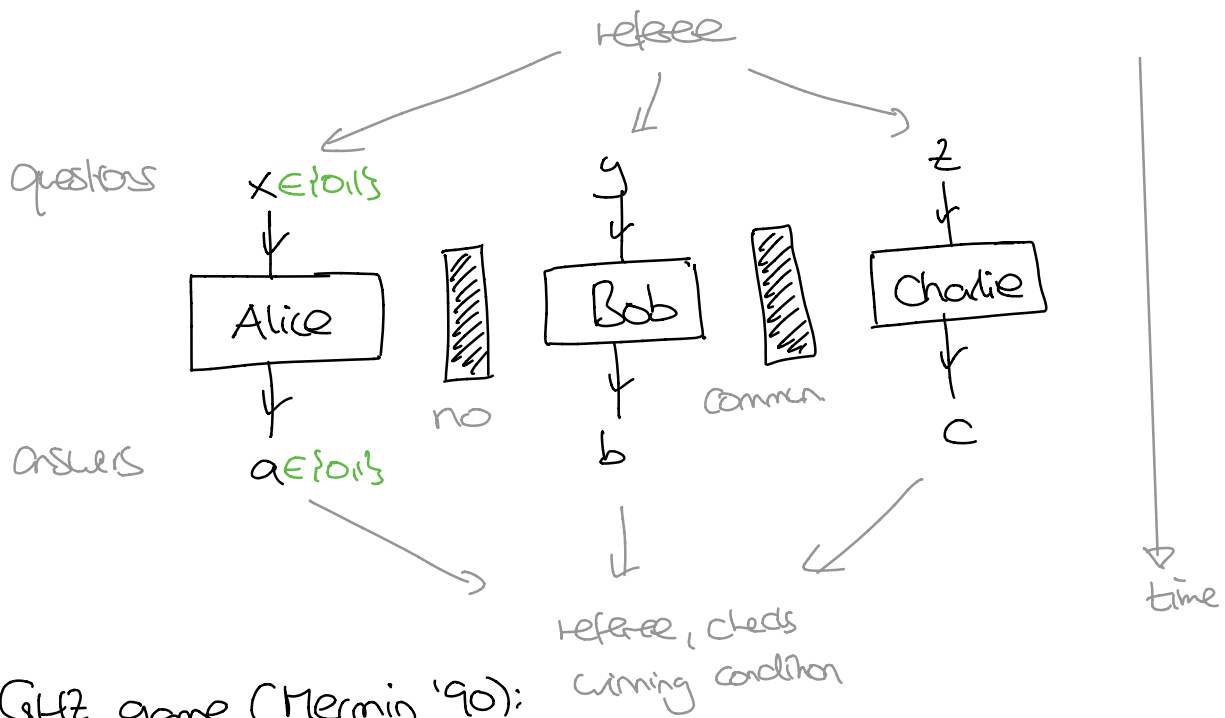 referee
questions x∈{0,1} y z
Alice Bob Charlie
no commun.
answers a∈{0,1} b c
time
referee, checks
winning condition
GHZ game (Mermin '90):